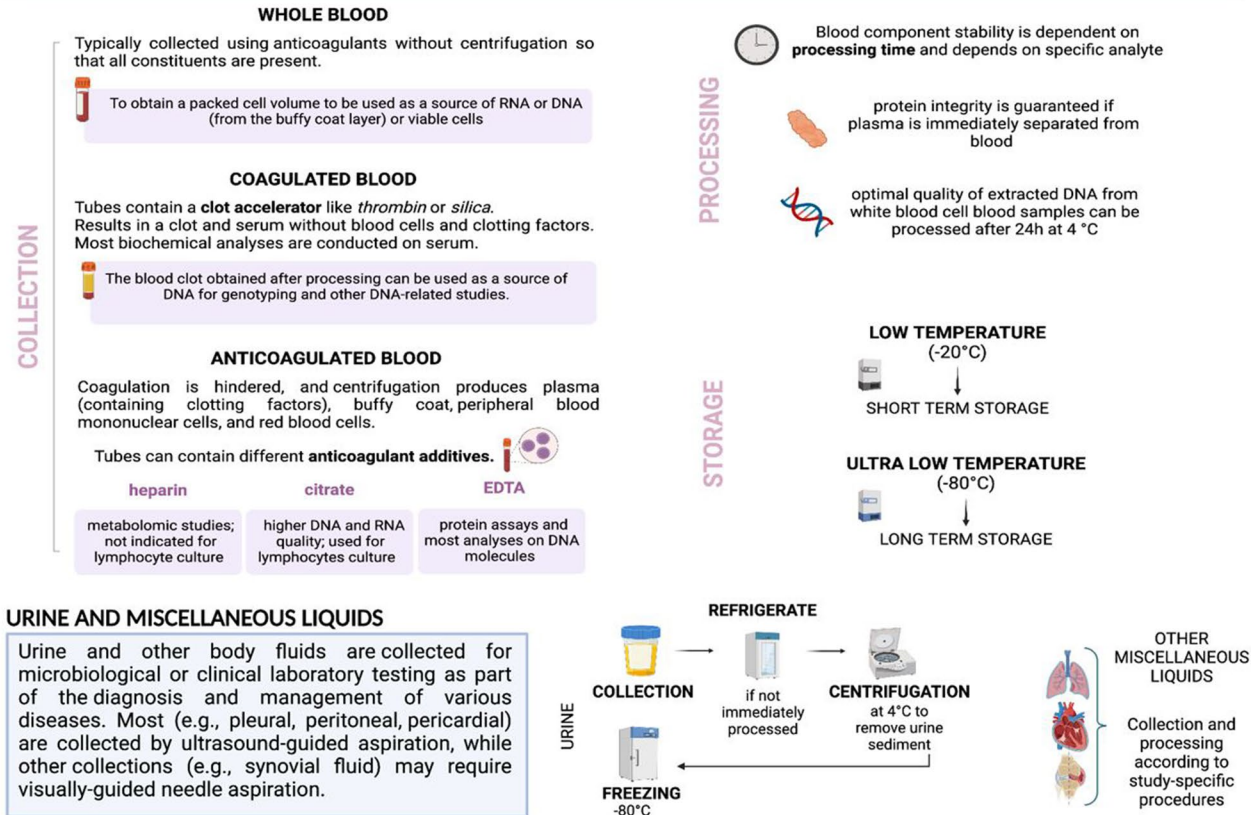 WHOLE BLOOD
Typically collected using anticoagulants without centrifugation so
that all constituents are present.
To obtain a packed cell volume to be used as a source of RNA or DNA
(from the buffy coat layer) or viable cells
COAGULATED BLOOD
Tubes contain a clot accelerator like thrombin or silica.
Results in a clot and serum without blood cells and clotting factors.
Most biochemical analyses are conducted on serum.
The blood clot obtained after processing can be used as a source of
DNA for genotyping and other DNA-related studies.
ANTICOAGULATED BLOOD
Coagulation is hindered, and centrifugation produces plasma
(containing clotting factors), buffy coat, peripheral blood
mononuclear cells, and red blood cells.
Tubes can contain different anticoagulant additives.
heparin
metabolomic studies;
not indicated for
lymphocyte culture
citrate
higher DNA and RNA
quality; used for
lymphocytes culture
EDTA
protein assays and
most analyses on DNA
molecules
COLLECTION
PROCESSING
Blood component stability is dependent on
processing time and depends on specific analyte
protein integrity is guaranteed if
plasma is immediately separated from
blood
optimal quality of extracted DNA from
white blood cell blood samples can be
processed after 24h at 4 °C
STORAGE
LOW TEMPERATURE
(-20°C)
SHORT TERM STORAGE
ULTRA LOW TEMPERATURE
(-80°C)
LONG TERM STORAGE
URINE AND MISCELLANEOUS LIQUIDS
Urine and other body fluids are collected for
microbiological or clinical laboratory testing as part
of the diagnosis and management of various
diseases. Most (e.g., pleural, peritoneal, pericardial)
are collected by ultrasound-guided aspiration, while
other collections (e.g., synovial fluid) may require
visually-guided needle aspiration.
URINE
COLLECTION
REFRIGERATE
if not
immediately
processed
CENTRIFUGATION
at 4°C to
remove urine
sediment
FREEZING
-80°C
OTHER
MISCELLANEOUS
LIQUIDS
Collection and
processing
according to
study-specific
procedures